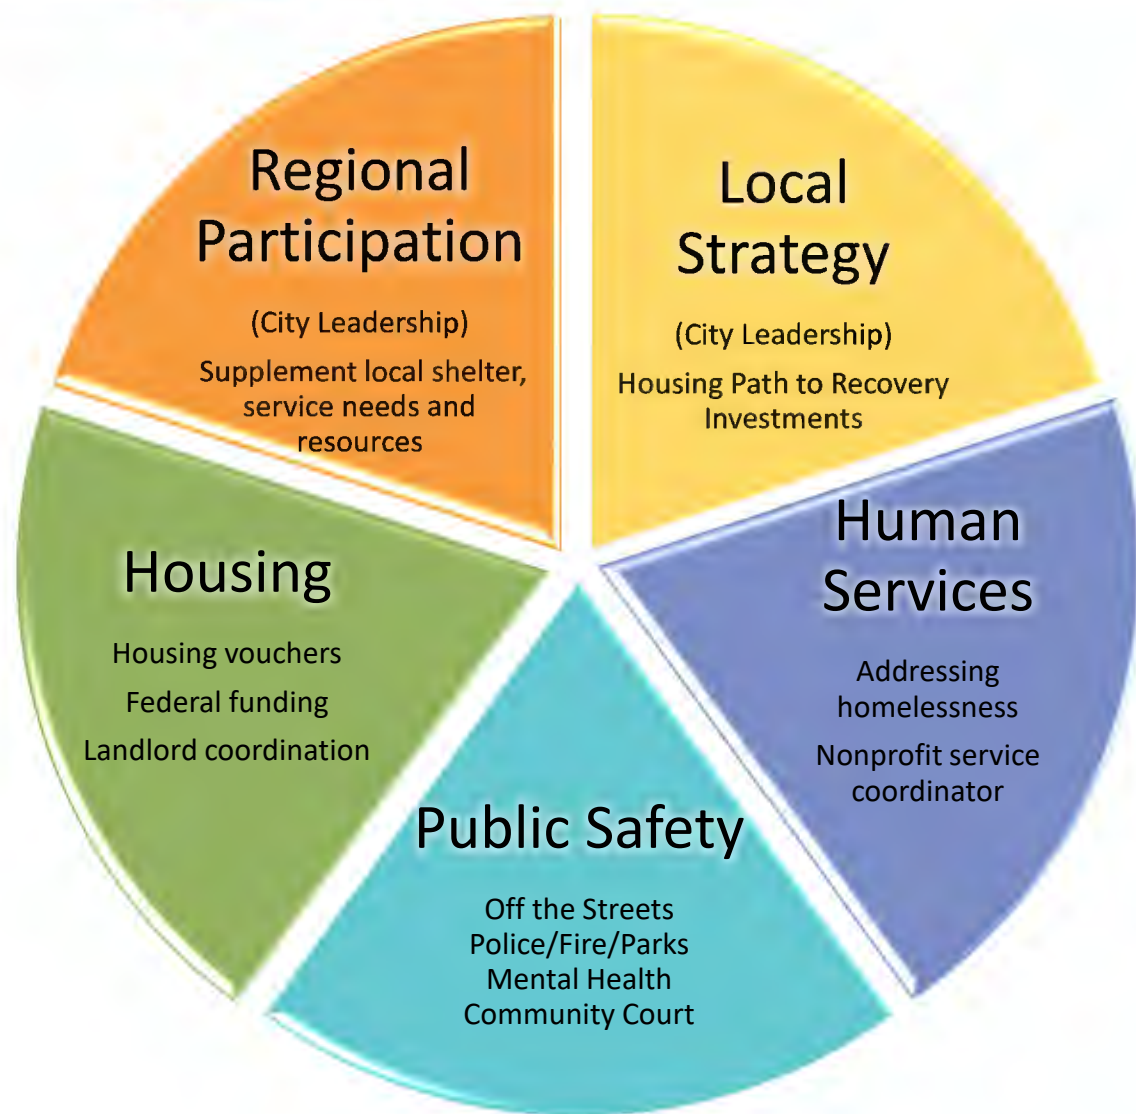 Regional
Participation
(City Leadership)
Supplement local shelter,
service needs and
resources
Local
Strategy
(City Leadership)
Housing Path to Recovery
Investments
Human
Services
Addressing
homelessness
Nonprofit service
coordinator
Public Safety
Off the Streets
Police/Fire/Parks
Mental Health
Community Court
Housing
Housing vouchers
Federal funding
Landlord coordination